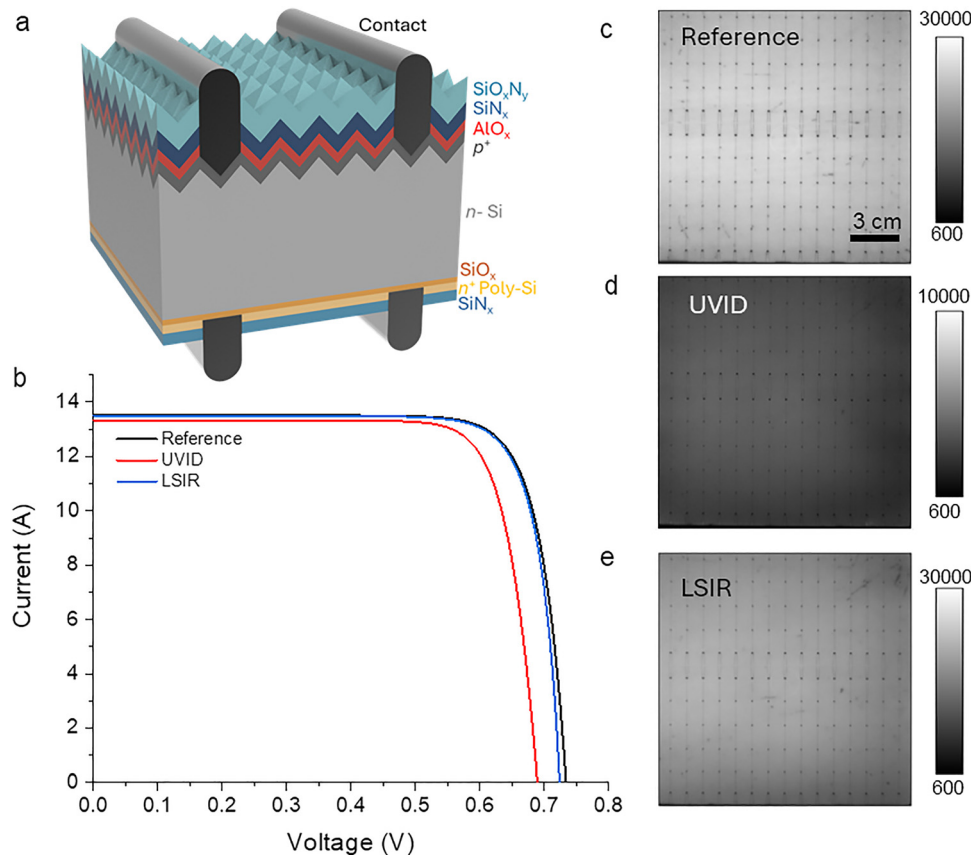 a
Contact
SiOxNy
SiNx
AlOx
p+
n- Si
SiOx
n+ Poly-Si
SiNx
b
14
12
10
8
6
4
2
0
Current (A)
Reference
UVID
LSIR
0.0 0.1 0.2 0.3 0.4 0.5 0.6 0.7 0.8
Voltage (V)
c
Reference
3 cm
30000
600
d
UVID
10000
600
e
LSIR
30000
600